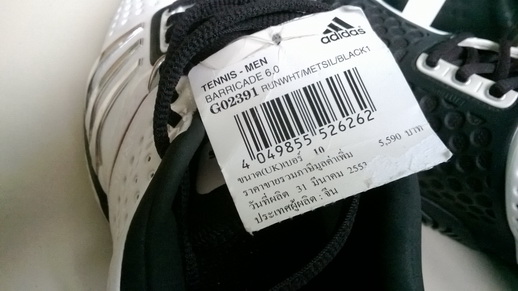 adidas
TENNIS - MEN
BARRICADE 6.0
G02391 RUNWHT/METSIL/BLACK1
4 049855 526262
ขนาด(UK)เบอร์ 10
ราคาขายรวมภาษีมูลค่าเพิ่ม 5,590 บาท
วันที่ผลิต 31 มีนาคม 255?
ประเทศผู้ผลิต : จีน